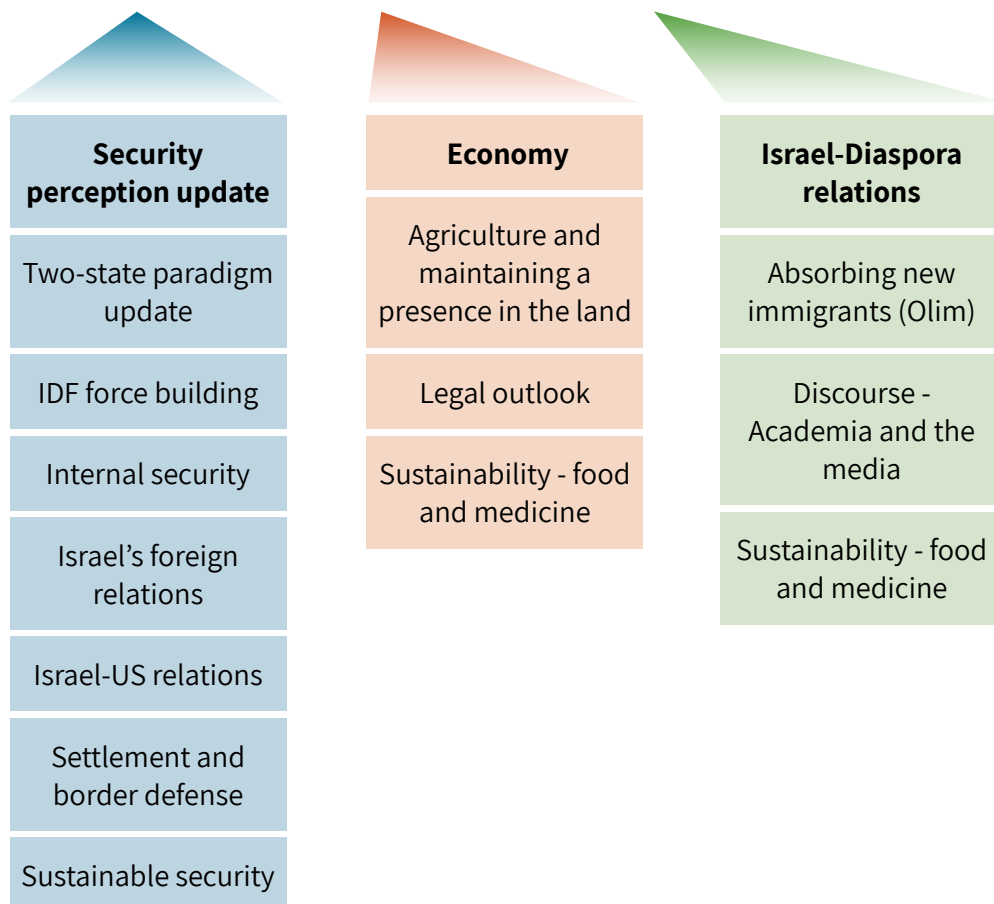 Security
perception update
Two-state paradigm
update
IDF force building
Internal security
Israel’s foreign
relations
Israel-US relations
Settlement and
border defense
Sustainable security
Economy
Agriculture and
maintaining a
presence in the land
Legal outlook
Sustainability - food
and medicine
Israel-Diaspora
relations
Absorbing new
immigrants (Olim)
Discourse -
Academia and the
media
Sustainability - food
and medicine